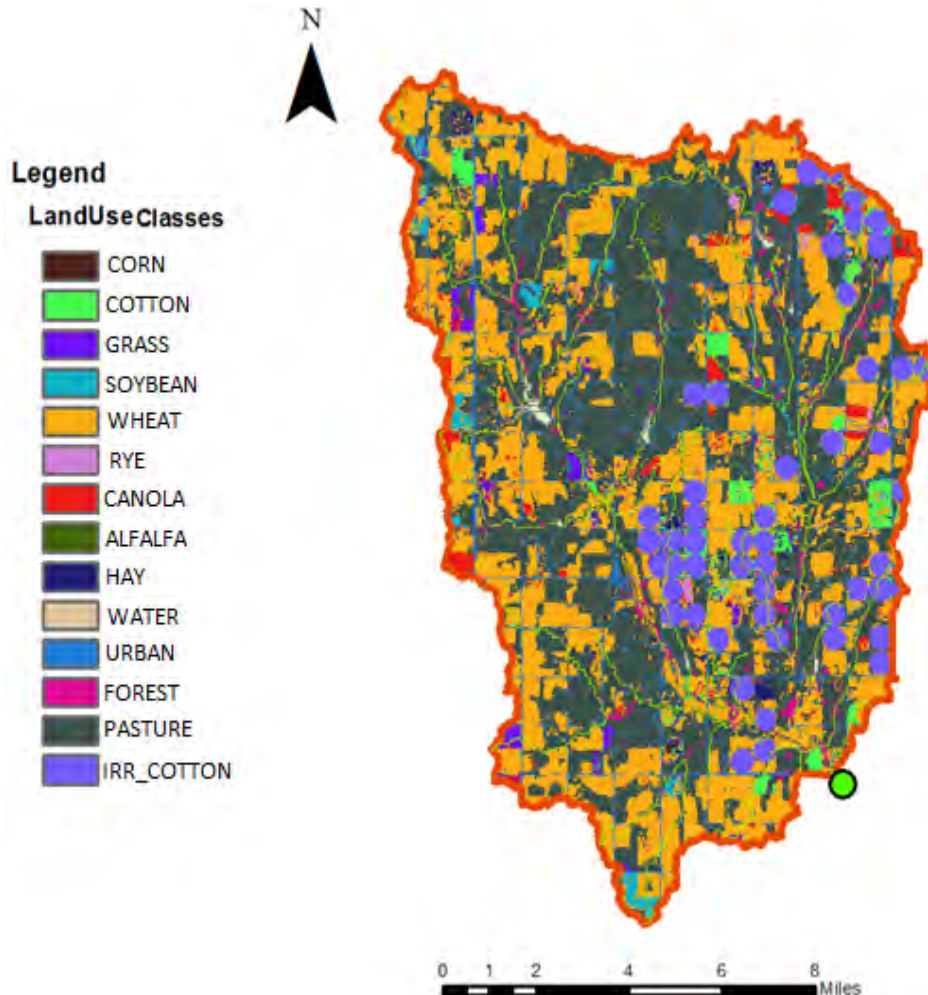 N
Legend
LandUse Classes
CORN
COTTON
GRASS
SOYBEAN
WHEAT
RYE
CANOLA
ALFALFA
HAY
WATER
URBAN
FOREST
PASTURE
IRR_COTTON
0 1 2 4 6 8
Miles